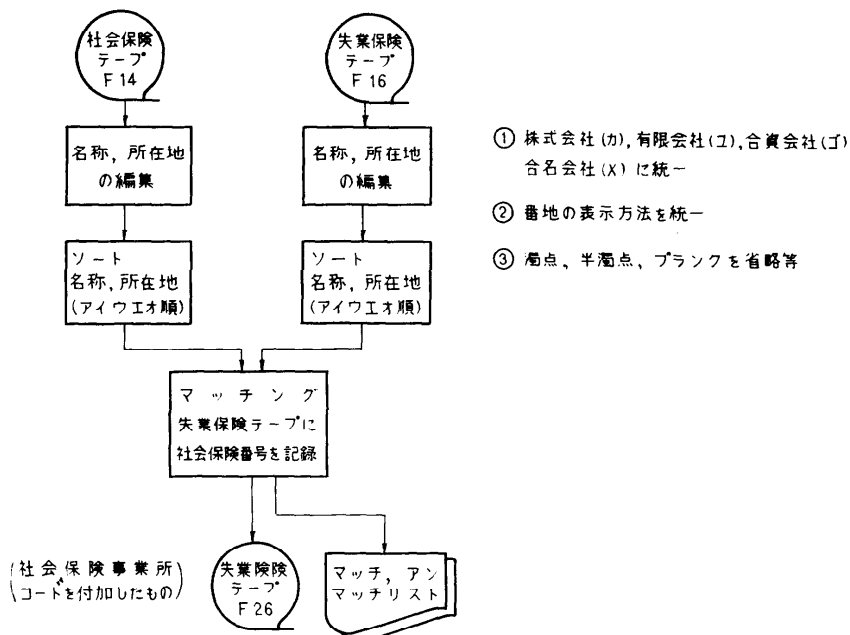 社会保険
テープ
F 14
失業保険
テープ
F 16
名称, 所在地
の編集
名称, 所在地
の編集
① 株式会社(カ), 有限会社(ユ), 合資会社(ゴ)
合名会社(X)に統一
② 番地の表示方法を統一
③ 濁点、半濁点、ブランクを省略等
ソート
名称, 所在地
(アイウエオ順)
ソート
名称, 所在地
(アイウエオ順)
マッチング
失業保険テープに
社会保険番号を記録
(社会保険事業所
コードを付加したもの)
失業険険
テープ
F 26
マッチ, アン
マッチリスト